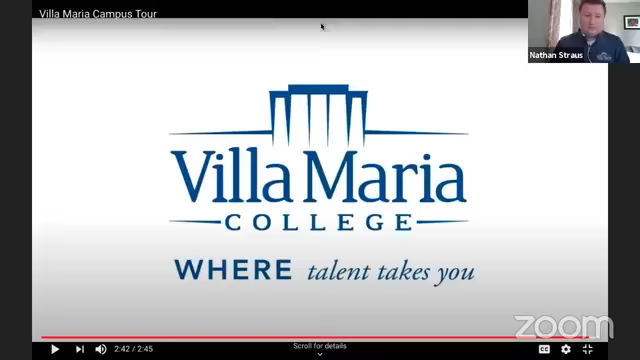 Villa Maria Campus Tour
Nathan Straus
Villa Maria
COLLEGE
WHERE talent takes you
2:42 / 2:45
Scroll for details
CC
zoom